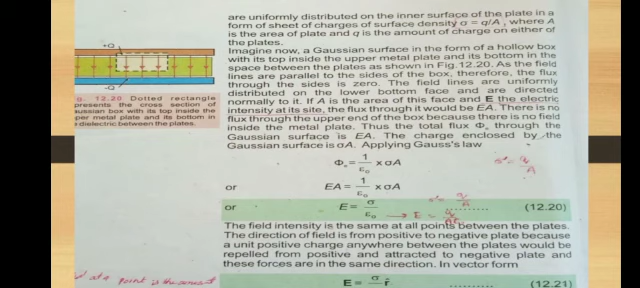 are uniformly distributed on the inner surface of the plate in a
form of sheet of charges of surface density σ = q/A, where A
is the area of plate and q is the amount of charge on either of
the plates.
Imagine now, a Gaussian surface in the form of a hollow box
with its top inside the upper metal plate and its bottom in the
space between the plates as shown in Fig.12.20. As the field
lines are parallel to the sides of the box, therefore, the flux
through the sides is zero. The field lines are uniformly
distributed on the lower bottom face and are directed
normally to it. If A is the area of this face and E the electric
intensity at its site, the flux through it would be EA. There is no
flux through the upper end of the box because there is no field
inside the metal plate. Thus the total flux Φₑ through the
Gaussian surface is EA. The charge enclosed by the
Gaussian surface is σA. Applying Gauss's law
Φₑ = 1/ε₀ x σA
σ = q/A
or EA = 1/ε₀ x σA
σ = q/A
or E = σ/ε₀ → E = q/Aε₀ ......... (12.20)
The field intensity is the same at all points between the plates.
The direction of field is from positive to negative plate because
a unit positive charge anywhere between the plates would be
repelled from positive and attracted to negative plate and
these forces are in the same direction. In vector form
E = σ r̂ ......... (12.21)
+Q
-Q
12.20 Dotted rectangle
presents the cross section of
ussian box with its top inside the
per metal plate and its bottom in
dielectric between the plates.
at a point is the